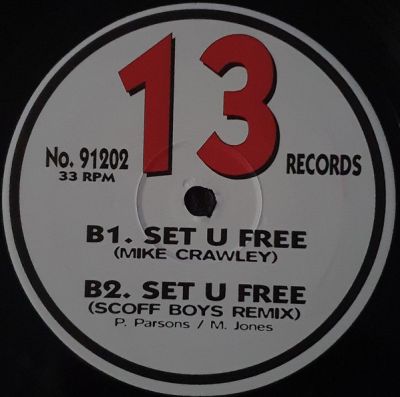 13
No. 91202
33 RPM
RECORDS
B1. SET U FREE
(MIKE CRAWLEY)
B2. SET U FREE
(SCOFF BOYS REMIX)
P. Parsons / M. Jones